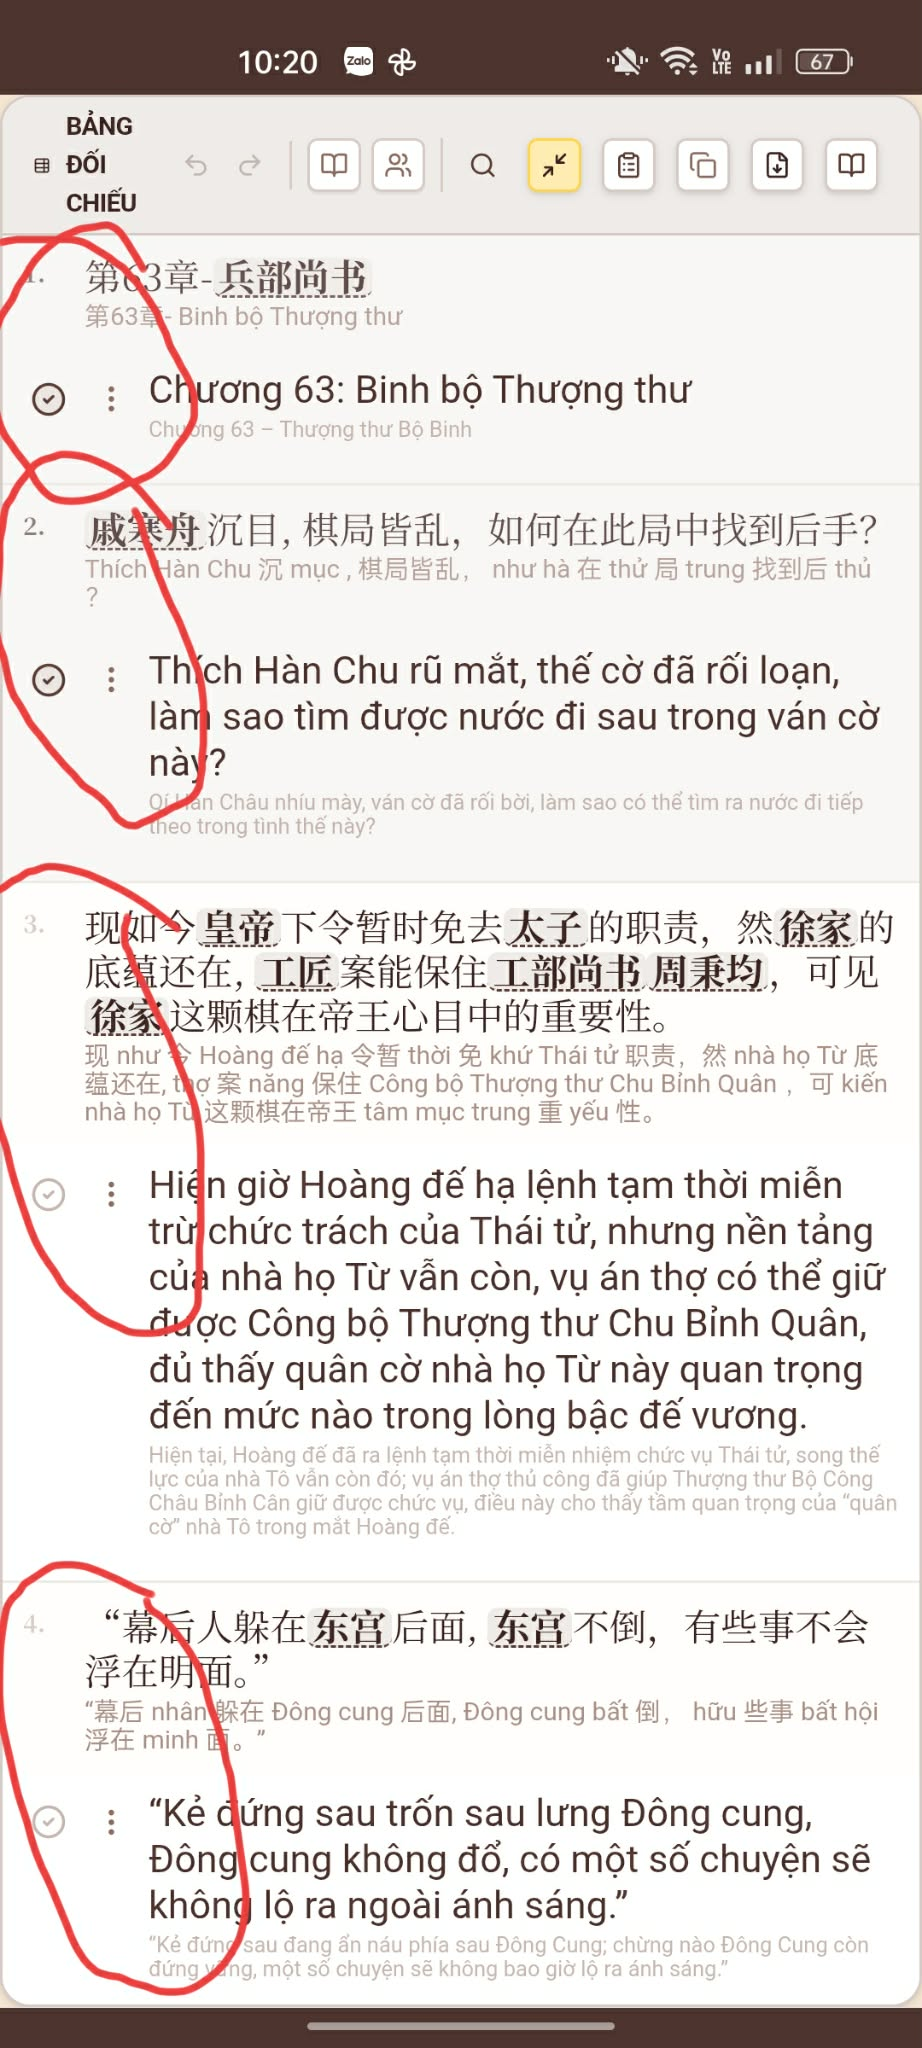 10:20
Zalo
Vo
LTE
67
BẢNG
ĐỐI
CHIẾU
1.
第63章-兵部尚书
第63章- Binh bộ Thượng thư
Chương 63: Binh bộ Thượng thư
Chương 63 – Thượng thư Bộ Binh
2.
戚寒舟沉目, 棋局皆乱， 如何在此局中找到后手?
Thích Hàn Chu 沉 mục , 棋局皆乱， như hà 在 thử 局 trung 找到后 thủ
?
Thích Hàn Chu rũ mắt, thế cờ đã rối loạn,
làm sao tìm được nước đi sau trong ván cờ
này?
Qí Hàn Châu nhíu mày, ván cờ đã rối bời, làm sao có thể tìm ra nước đi tiếp
theo trong tình thế này?
3.
现如今皇帝下令暂时免去太子的职责，然徐家的
底蕴还在, 工匠案能保住工部尚书周秉均，可见
徐家这颗棋在帝王心目中的重要性。
现 như 今 Hoàng đế hạ 令暂 thời 免 khứ Thái tử 职责，然 nhà họ Từ 底
蕴还在, thợ 案 năng 保住 Công bộ Thượng thư Chu Bỉnh Quân ，可 kiến
nhà họ Từ 这颗棋在帝王 tâm mục trung 重 yếu 性。
Hiện giờ Hoàng đế hạ lệnh tạm thời miễn
trừ chức trách của Thái tử, nhưng nền tảng
của nhà họ Từ vẫn còn, vụ án thợ có thể giữ
được Công bộ Thượng thư Chu Bỉnh Quân,
đủ thấy quân cờ nhà họ Từ này quan trọng
đến mức nào trong lòng bậc đế vương.
Hiện tại, Hoàng đế đã ra lệnh tạm thời miễn nhiệm chức vụ Thái tử, song thế
lực của nhà Tô vẫn còn đó; vụ án thợ thủ công đã giúp Thượng thư Bộ Công
Châu Bỉnh Cân giữ được chức vụ, điều này cho thấy tầm quan trọng của “quân
cờ” nhà Tô trong mắt Hoàng đế.
4.
“幕后人躲在东宫后面, 东宫不倒，有些事不会
浮在明面。”
“幕后 nhân 躲在 Đông cung 后面, Đông cung bất 倒， hữu 些事 bất hội
浮在 minh 面。”
“Kẻ đứng sau trốn sau lưng Đông cung,
Đông cung không đổ, có một số chuyện sẽ
không lộ ra ngoài ánh sáng.”
“Kẻ đứng sau đang ẩn náu phía sau Đông Cung; chừng nào Đông Cung còn
đứng vững, một số chuyện sẽ không bao giờ lộ ra ánh sáng.”